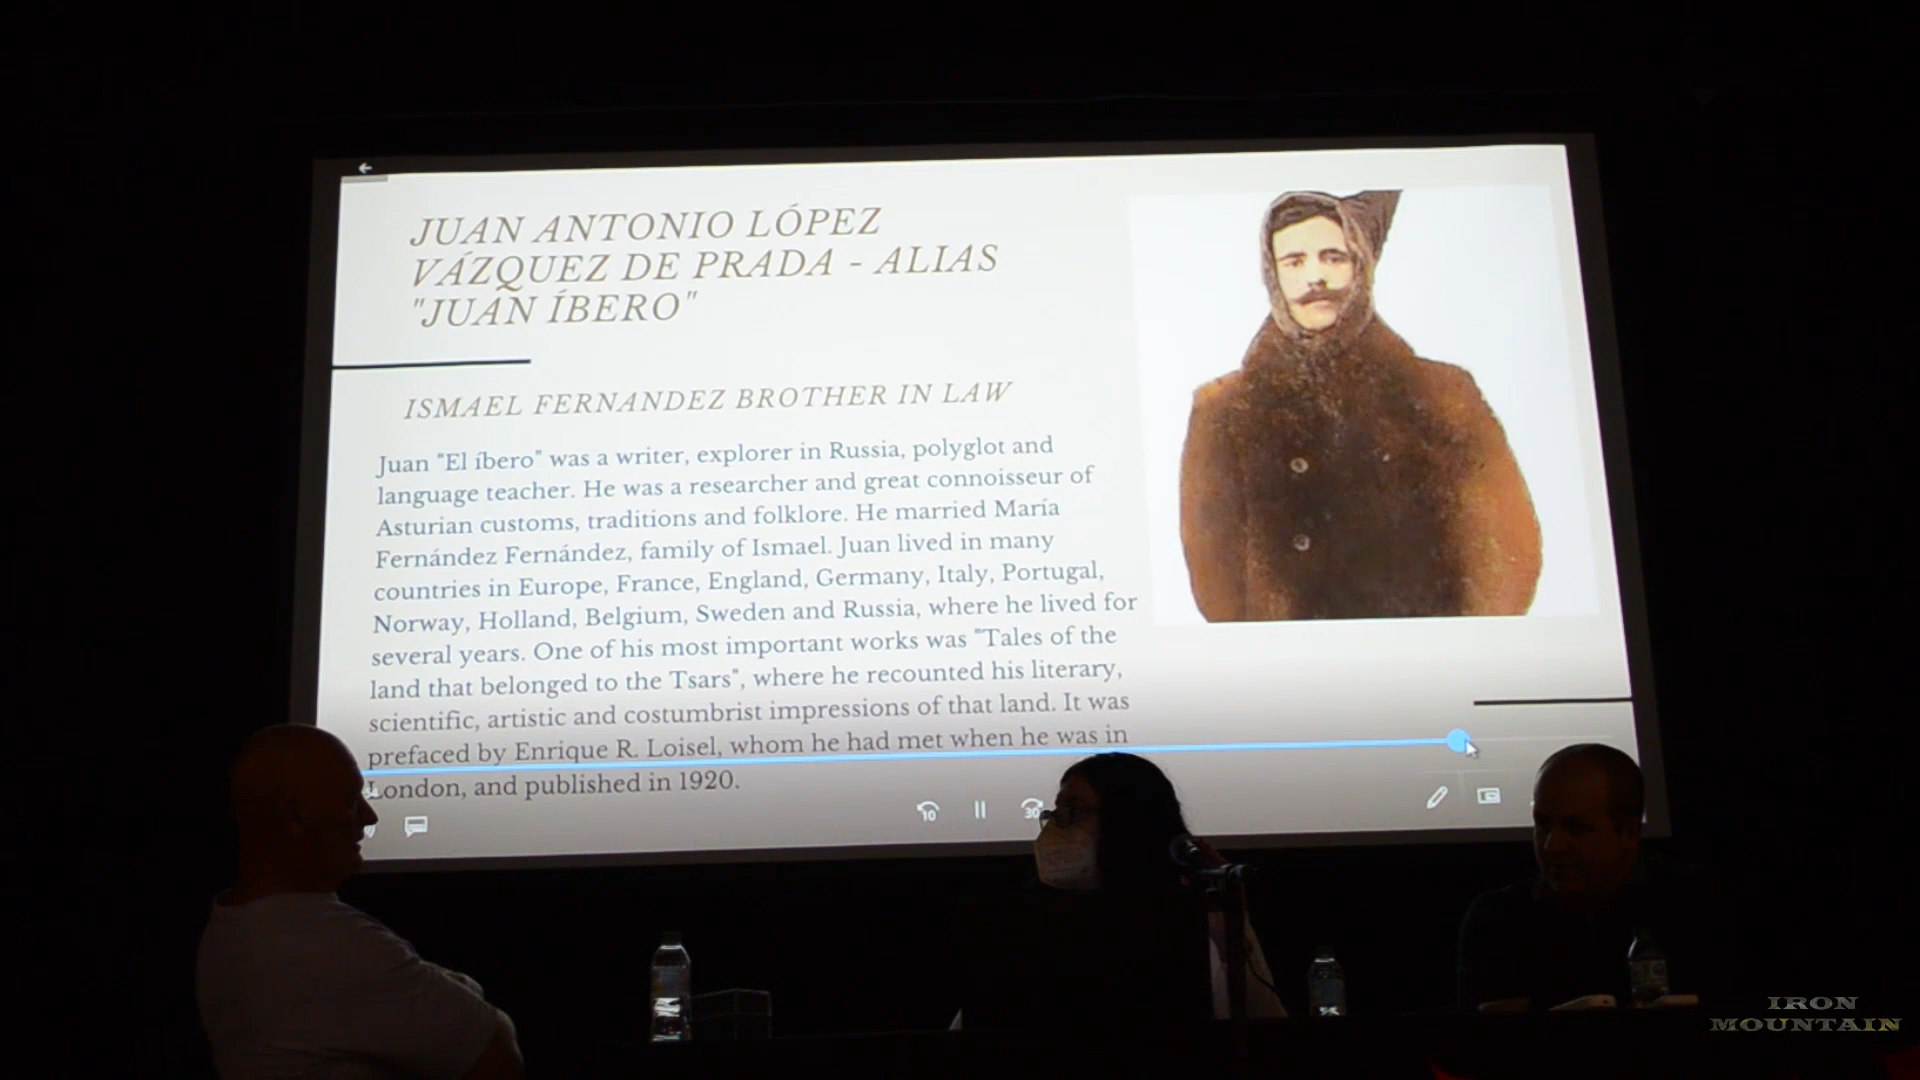 JUAN ANTONIO LÓPEZ
VÁZQUEZ DE PRADA - ALIAS
"JUAN ÍBERO"
ISMAEL FERNANDEZ BROTHER IN LAW
Juan "El íbero" was a writer, explorer in Russia, polyglot and
language teacher. He was a researcher and great connoisseur of
Asturian customs, traditions and folklore. He married María
Fernández Fernández, family of Ismael. Juan lived in many
countries in Europe, France, England, Germany, Italy, Portugal,
Norway, Holland, Belgium, Sweden and Russia, where he lived for
several years. One of his most important works was "Tales of the
land that belonged to the Tsars", where he recounted his literary,
scientific, artistic and costumbrist impressions of that land. It was
prefaced by Enrique R. Loisel, whom he had met when he was in
London, and published in 1920.
10
30
IRON
MOUNTAIN